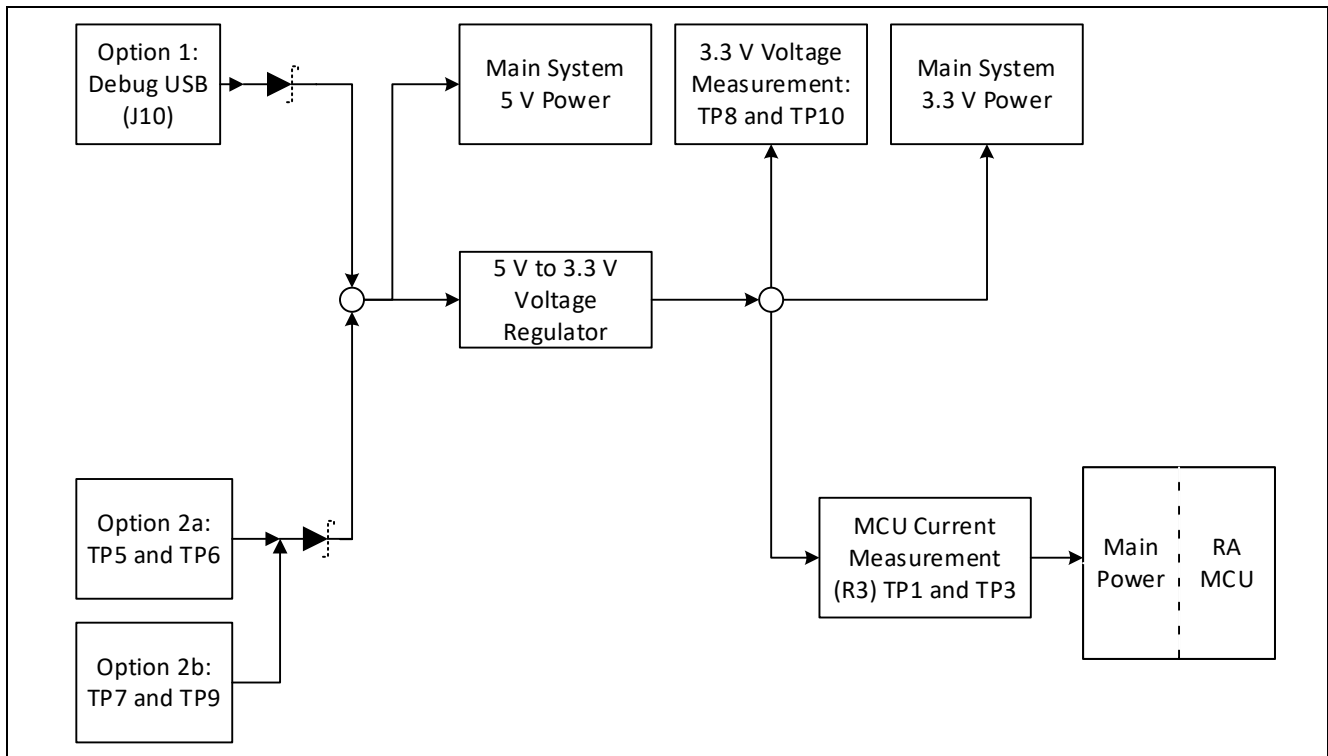 Option 1:
Debug USB
(J10)
Main System
5 V Power
3.3 V Voltage
Measurement:
TP8 and TP10
Main System
3.3 V Power
5 V to 3.3 V
Voltage
Regulator
Option 2a:
TP5 and TP6
Option 2b:
TP7 and TP9
MCU Current
Measurement
(R3) TP1 and TP3
Main
Power
RA
MCU